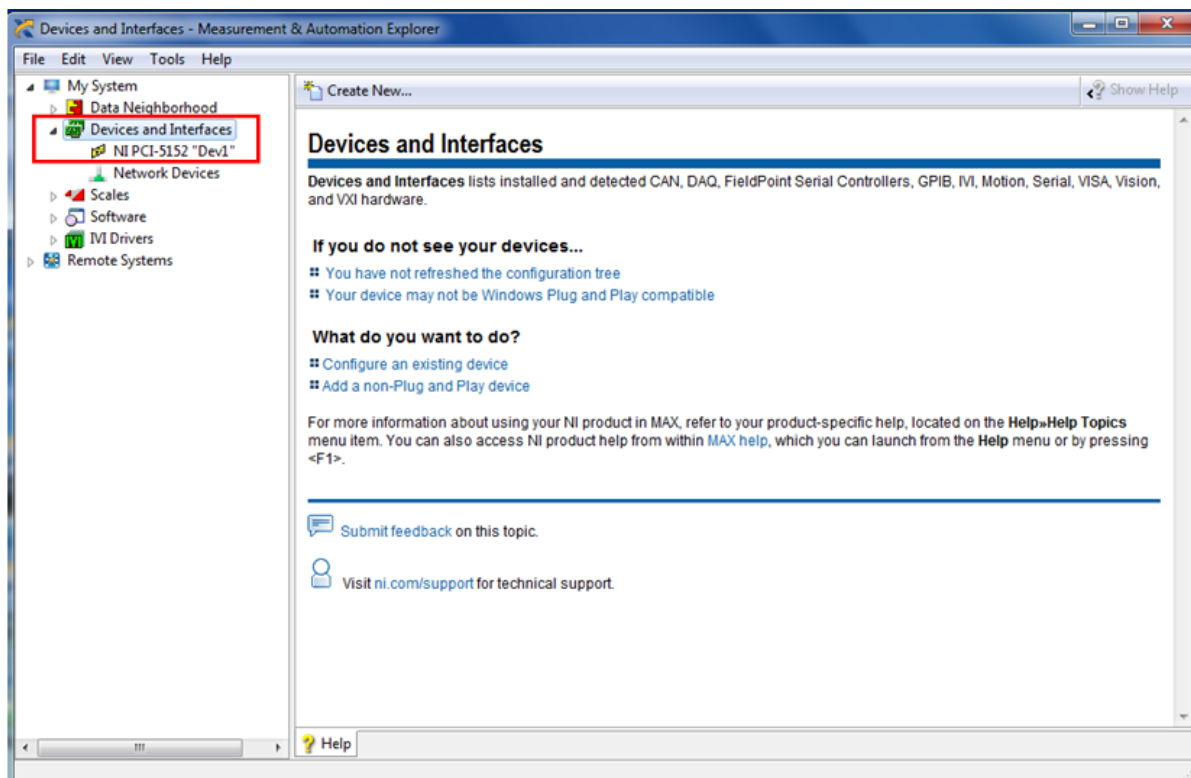 Devices and Interfaces - Measurement & Automation Explorer
File Edit View Tools Help
My System
Data Neighborhood
Devices and Interfaces
NI PCI-5152 "Dev1"
Network Devices
Scales
Software
IVI Drivers
Remote Systems
Create New...
Show Help
Devices and Interfaces
Devices and Interfaces lists installed and detected CAN, DAQ, FieldPoint Serial Controllers, GPIB, IVI, Motion, Serial, VISA, Vision,
and VXI hardware.
If you do not see your devices...
You have not refreshed the configuration tree
Your device may not be Windows Plug and Play compatible
What do you want to do?
Configure an existing device
Add a non-Plug and Play device
For more information about using your NI product in MAX, refer to your product-specific help, located on the Help»Help Topics
menu item. You can also access NI product help from within MAX help, which you can launch from the Help menu or by pressing
<F1>.
Submit feedback on this topic.
Visit ni.com/support for technical support.
Help